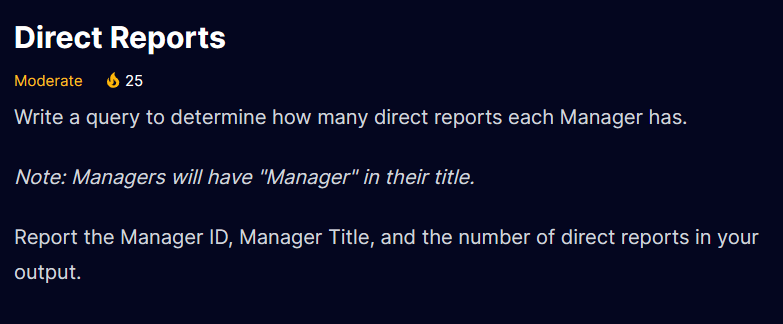 Direct Reports
Moderate 25
Write a query to determine how many direct reports each Manager has.
Note: Managers will have "Manager" in their title.
Report the Manager ID, Manager Title, and the number of direct reports in your
output.